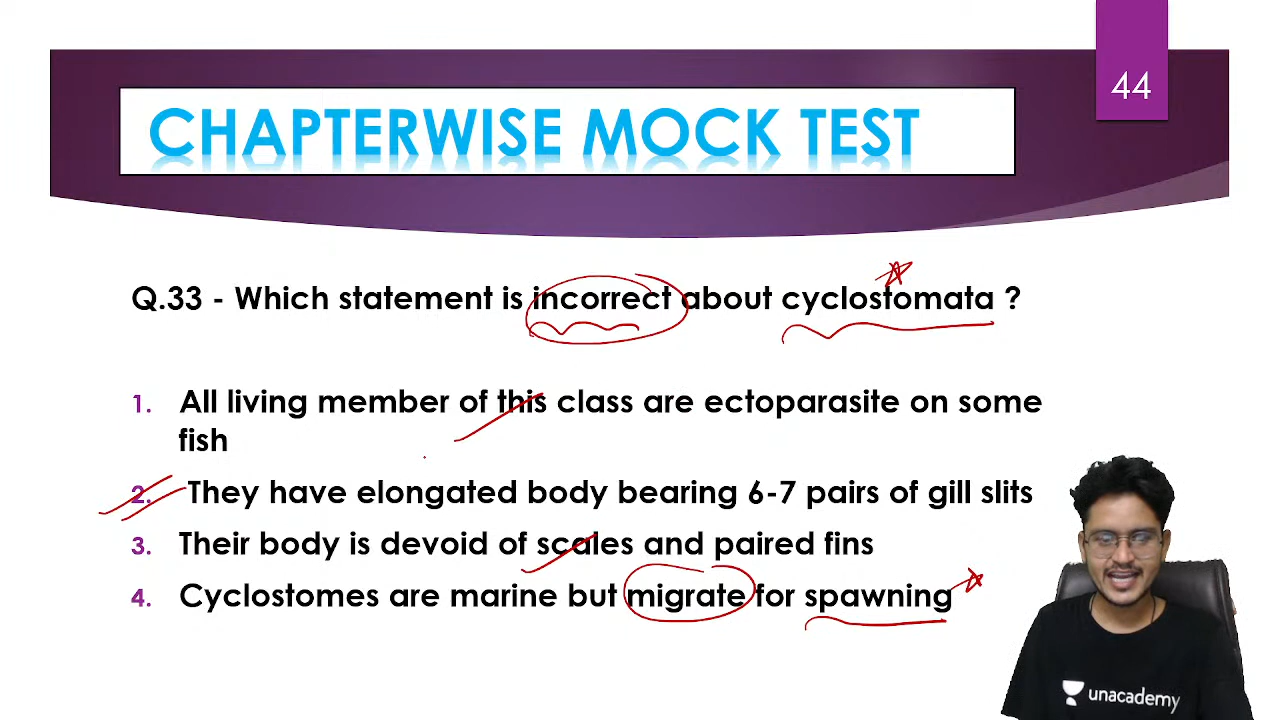 44
CHAPTERWISE MOCK TEST
Q.33 - Which statement is incorrect about cyclostomata ?
1. All living member of this class are ectoparasite on some
fish
2. They have elongated body bearing 6-7 pairs of gill slits
3. Their body is devoid of scales and paired fins
4. Cyclostomes are marine but migrate for spawning
unacademy